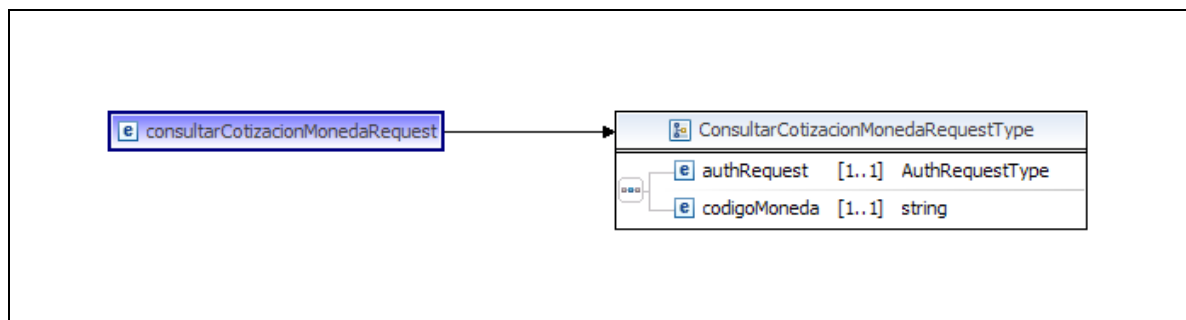 e consultarCotizacionMonedaRequest
ConsultarCotizacionMonedaRequestType
e authRequest [1..1] AuthRequestType
e codigoMoneda [1..1] string